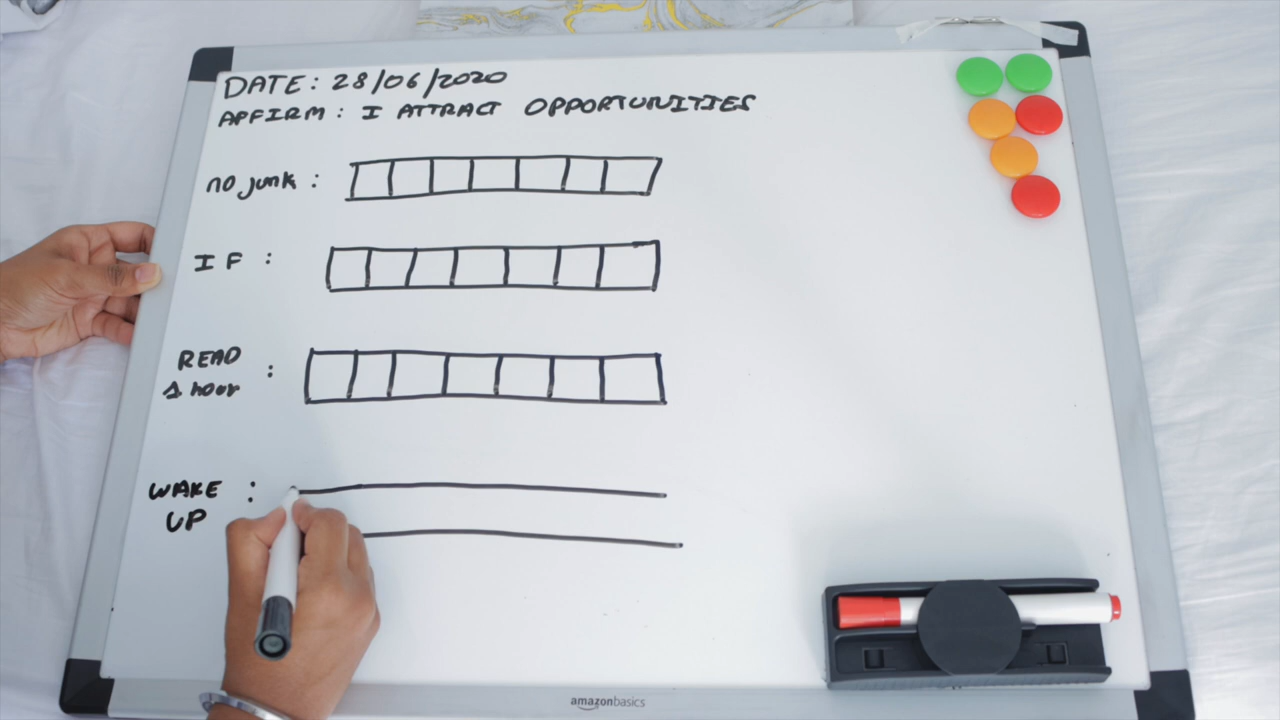 DATE: 28/06/2020
AFFIRM: I ATTRACT OPPORTUNITIES
no junk :
IF :
READ
1 hour :
WAKE :
UP
amazonbasics